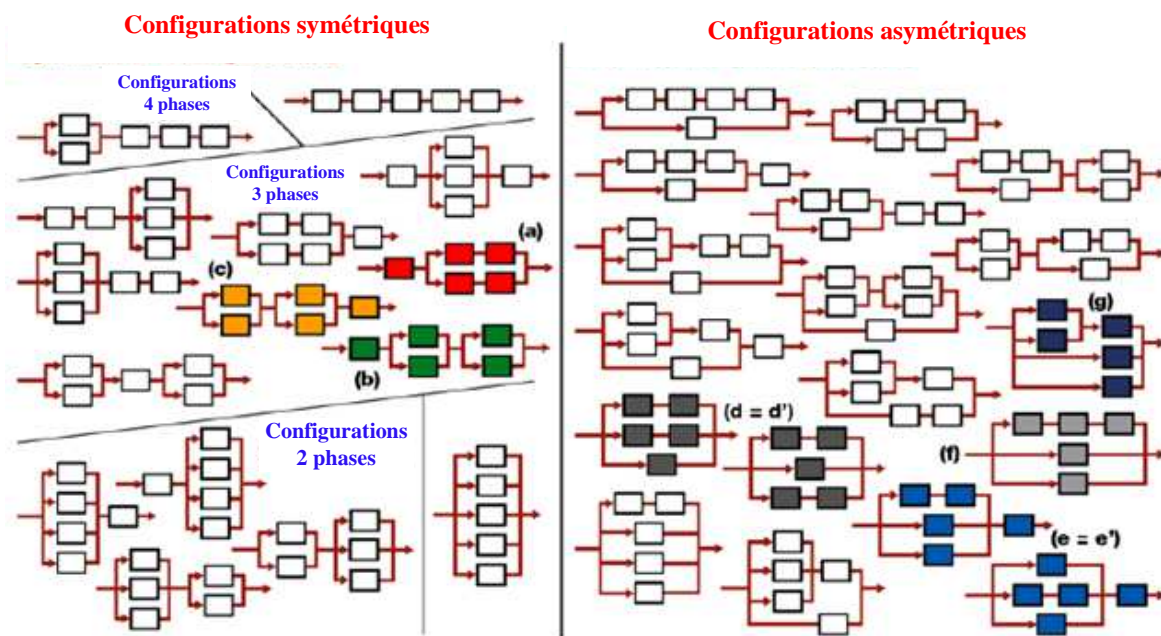 Configurations symétriques
Configurations asymétriques
Configurations
4 phases
Configurations
3 phases
(a)
(c)
(b)
Configurations
2 phases
(g)
(d = d')
(f)
(e = e')